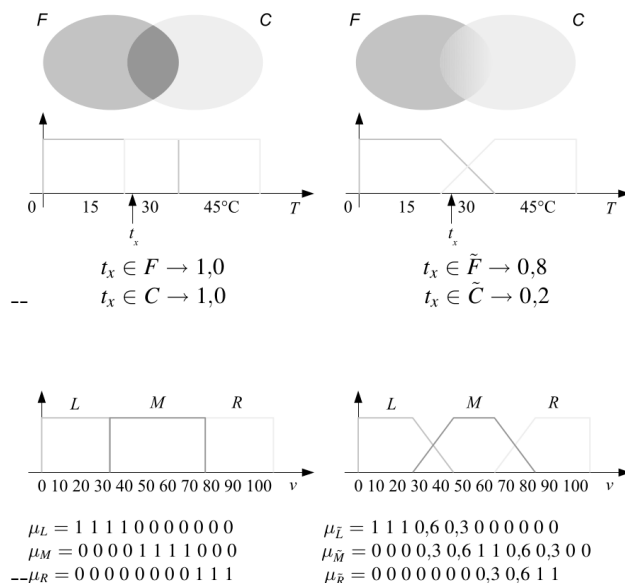 F C
F C
0 15 30 45°C T
tₓ
0 15 30 45°C T
tₓ
tₓ ∈ F → 1,0
tₓ ∈ F̃ → 0,8
tₓ ∈ C → 1,0
tₓ ∈ C̃ → 0,2
L M R
L M R
0 10 20 30 40 50 60 70 80 90 100 v
0 10 20 30 40 50 60 70 80 90 100 v
μ_L = 1 1 1 1 0 0 0 0 0 0 0
μ_L̃ = 1 1 1 0,6 0,3 0 0 0 0 0 0
μ_M = 0 0 0 0 1 1 1 1 0 0 0
μ_M̃ = 0 0 0 0,3 0,6 1 1 0,6 0,3 0 0
μ_R = 0 0 0 0 0 0 0 0 1 1 1
μ_R̃ = 0 0 0 0 0 0 0,3 0,6 1 1